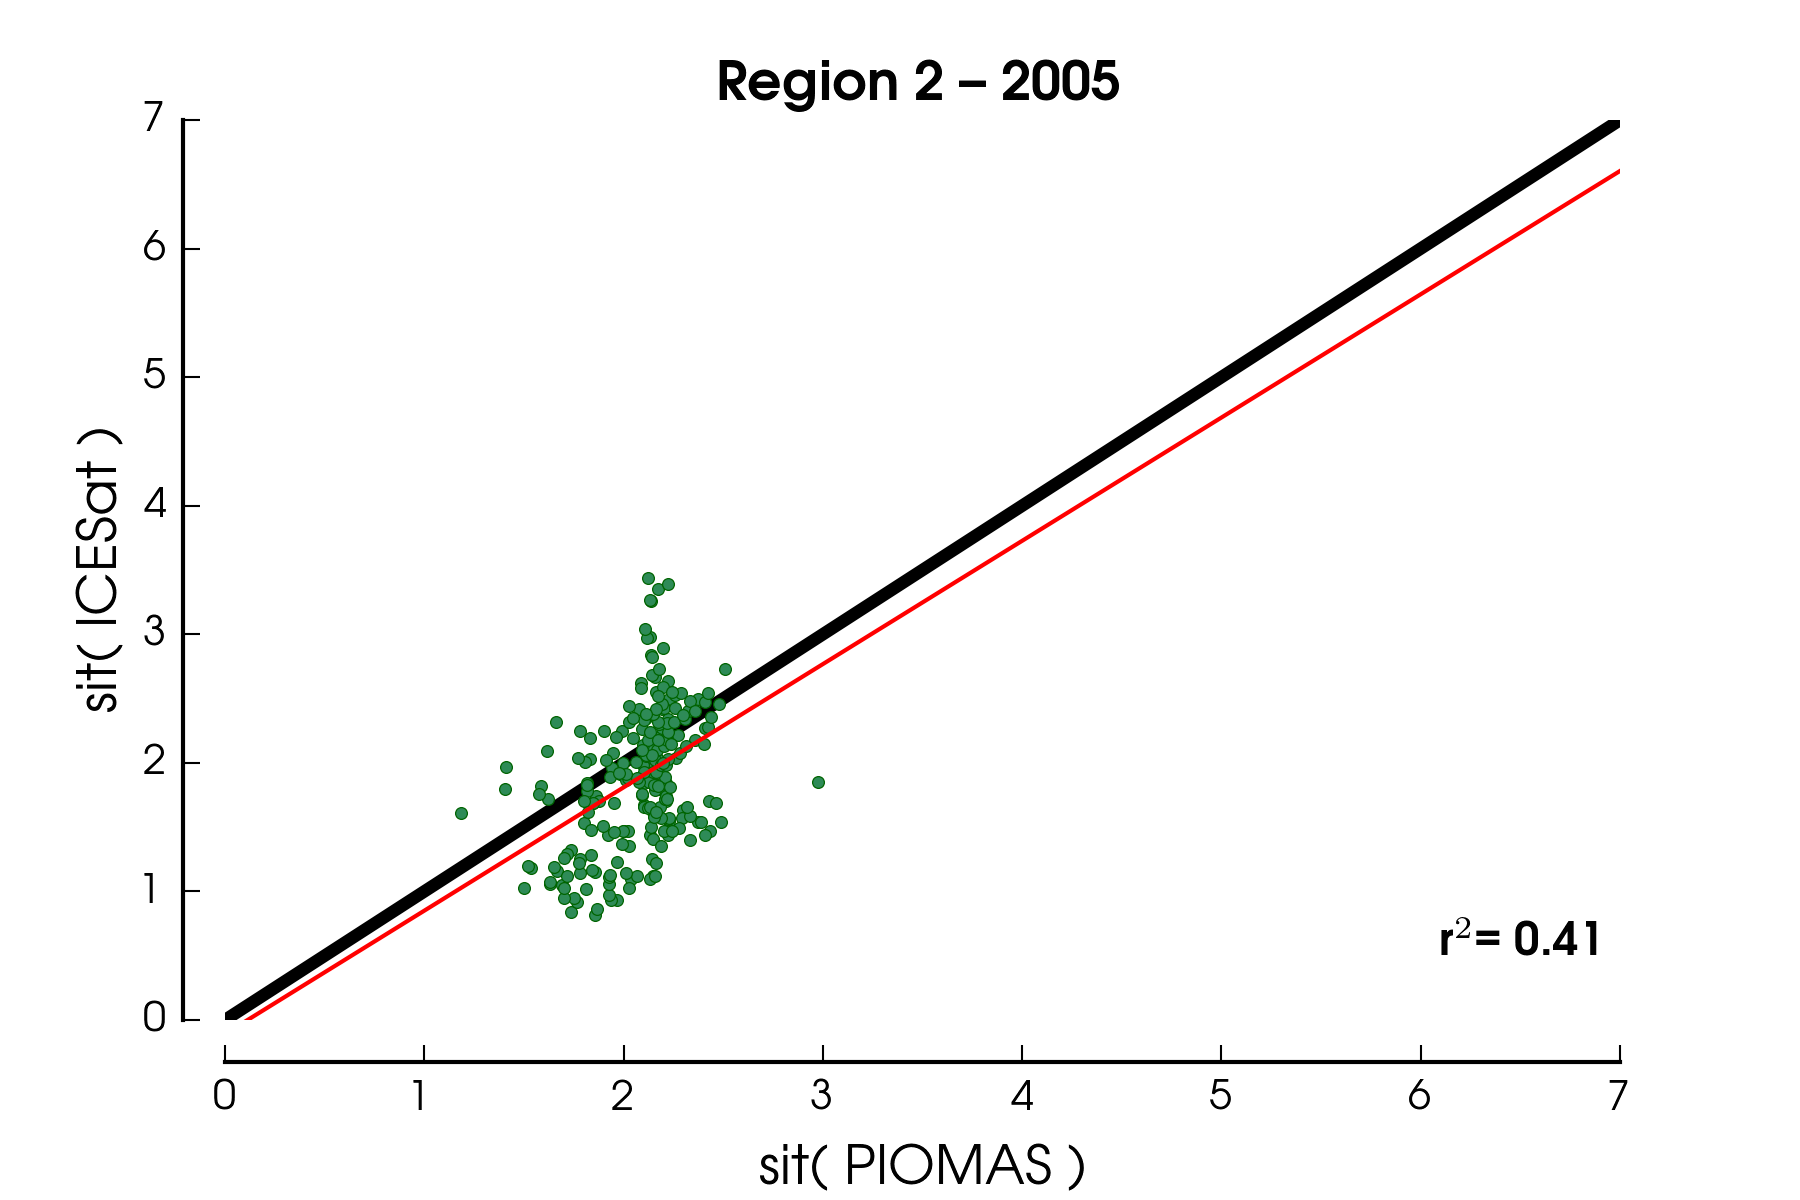 Region 2 – 2005
7
6
5
4
3
2
1
0
sit( ICESat )
r²= 0.41
0 1 2 3 4 5 6 7
sit( PIOMAS )